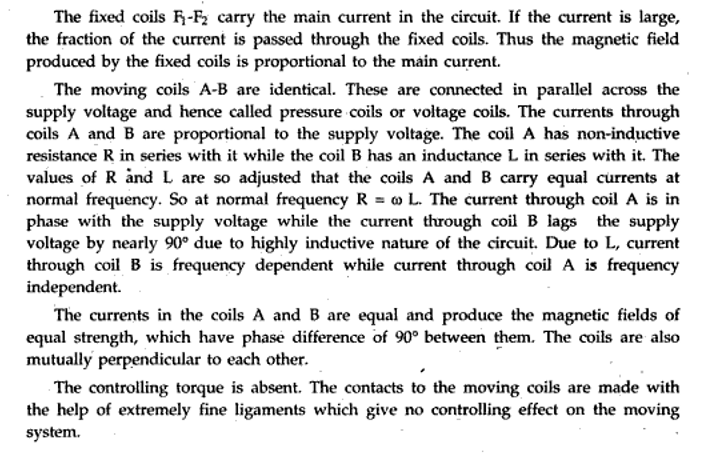 The fixed coils F₁-F₂ carry the main current in the circuit. If the current is large,
the fraction of the current is passed through the fixed coils. Thus the magnetic field
produced by the fixed coils is proportional to the main current.
The moving coils A-B are identical. These are connected in parallel across the
supply voltage and hence called pressure coils or voltage coils. The currents through
coils A and B are proportional to the supply voltage. The coil A has non-inductive
resistance R in series with it while the coil B has an inductance L in series with it. The
values of R and L are so adjusted that the coils A and B carry equal currents at
normal frequency. So at normal frequency R = ω L. The current through coil A is in
phase with the supply voltage while the current through coil B lags the supply
voltage by nearly 90° due to highly inductive nature of the circuit. Due to L, current
through coil B is frequency dependent while current through coil A is frequency
independent.
The currents in the coils A and B are equal and produce the magnetic fields of
equal strength, which have phase difference of 90° between them. The coils are also
mutually perpendicular to each other.
The controlling torque is absent. The contacts to the moving coils are made with
the help of extremely fine ligaments which give no controlling effect on the moving
system.